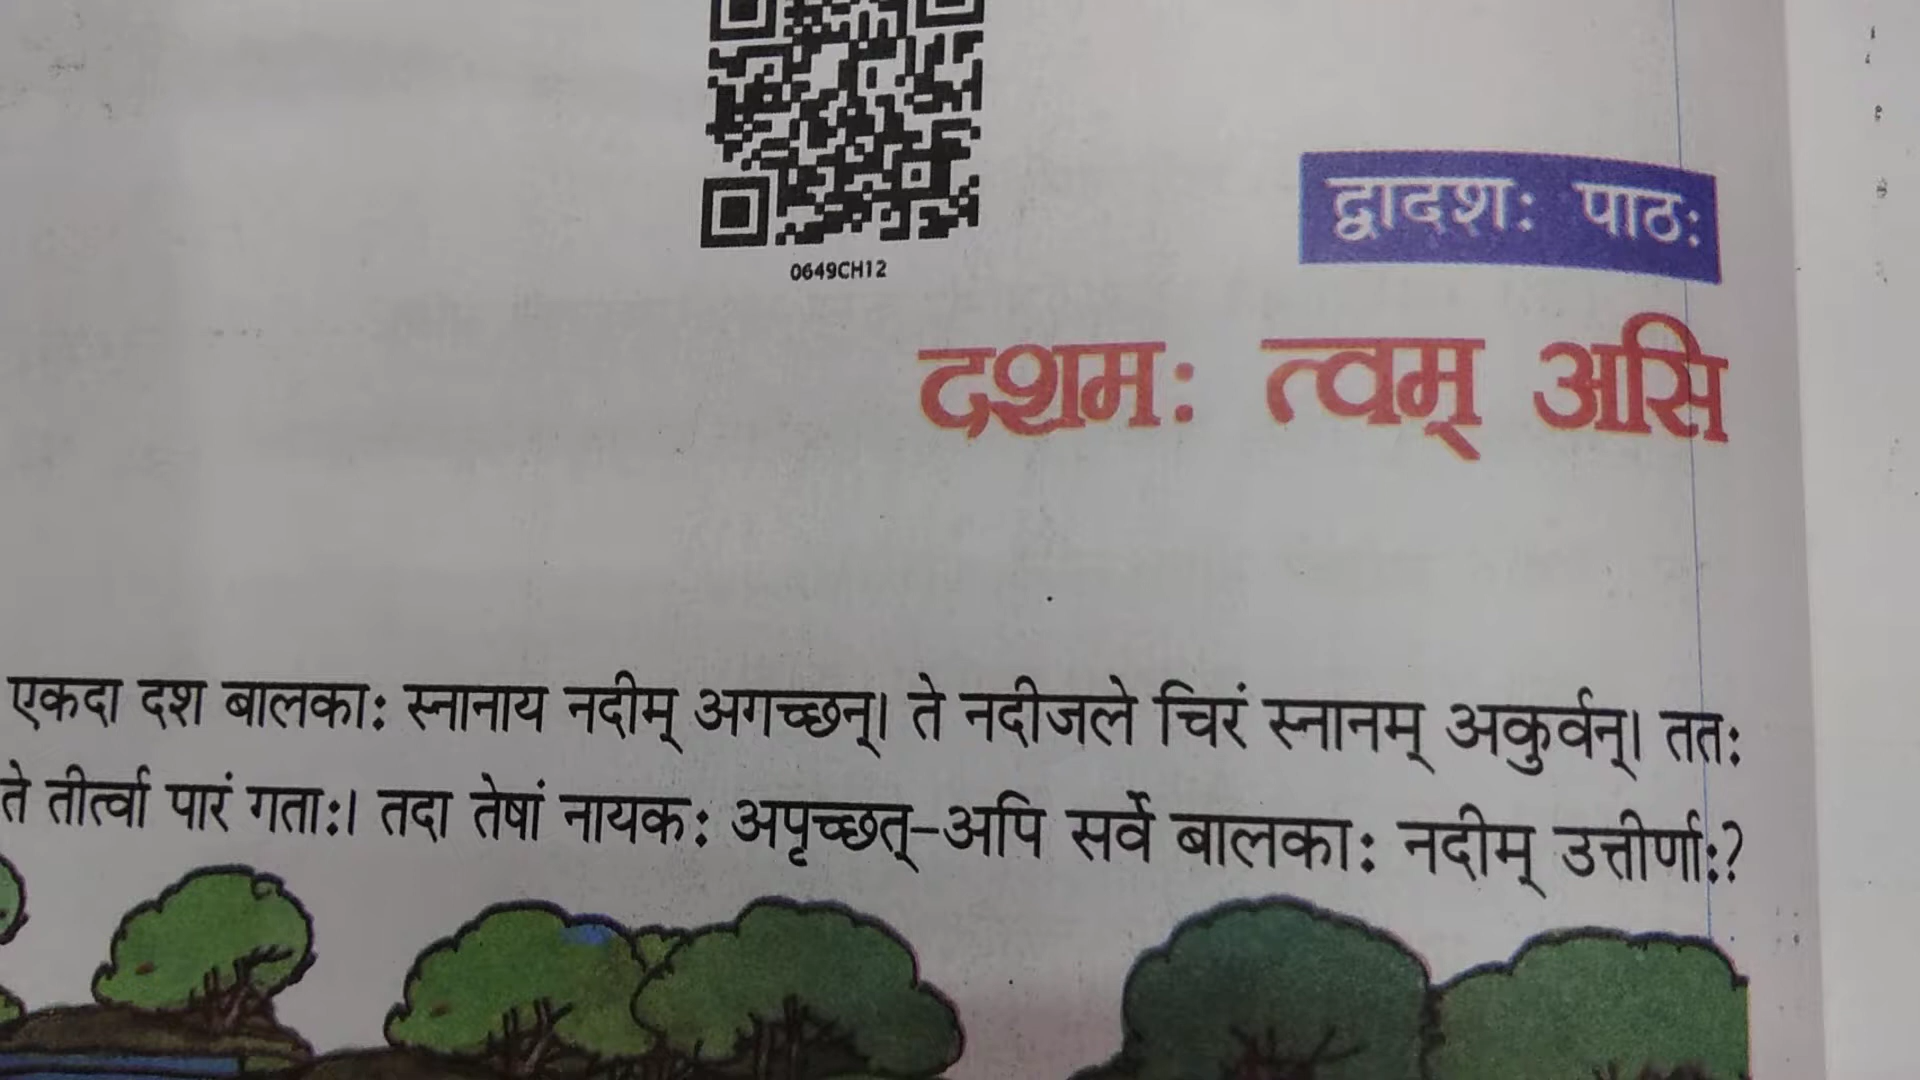 0649CH12
द्वादशः पाठः
दशमः त्वम् असि
एकदा दश बालकाः स्नानाय नदीम् अगच्छन्। ते नदीजले चिरं स्नानम् अकुर्वन्। ततः
ते तीर्त्वा पारं गताः। तदा तेषां नायकः अपृच्छत्–अपि सर्वे बालकाः नदीम् उत्तीर्णाः?